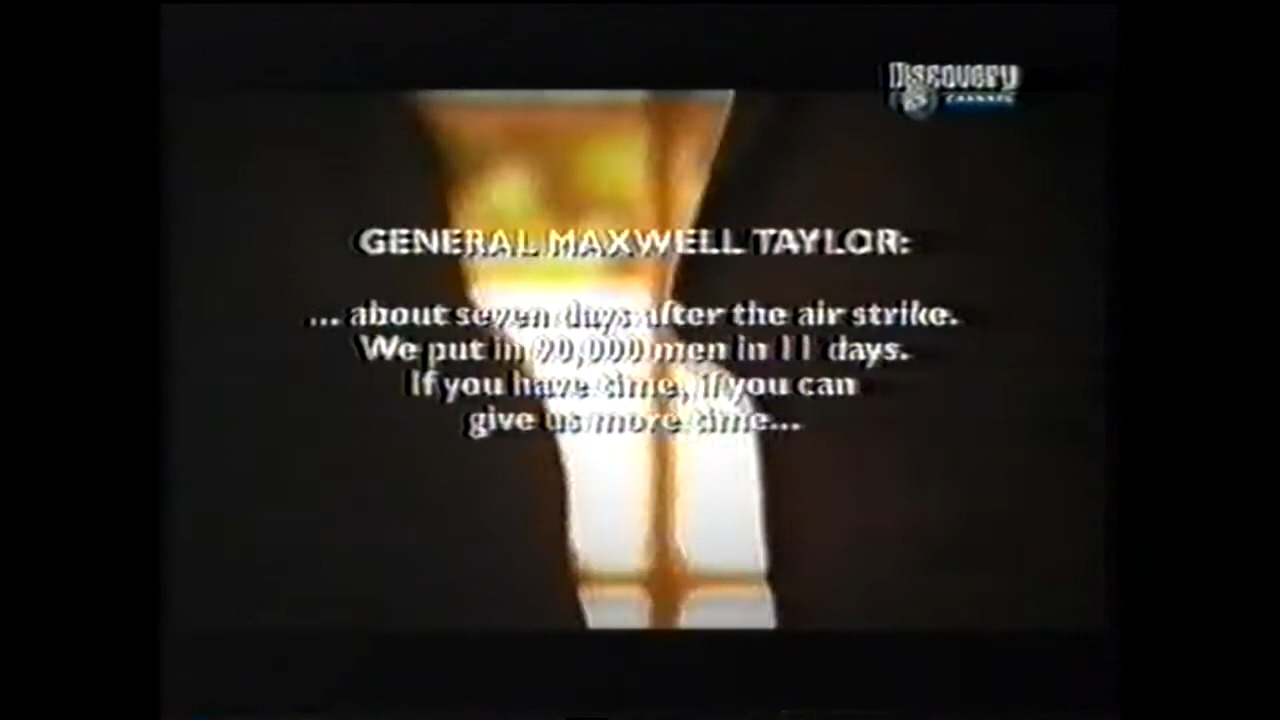 Discovery
CHANNEL
GENERAL MAXWELL TAYLOR:
... about seven days after the air strike.
We put in 90,000 men in 11 days.
If you have time, if you can
give us more time...